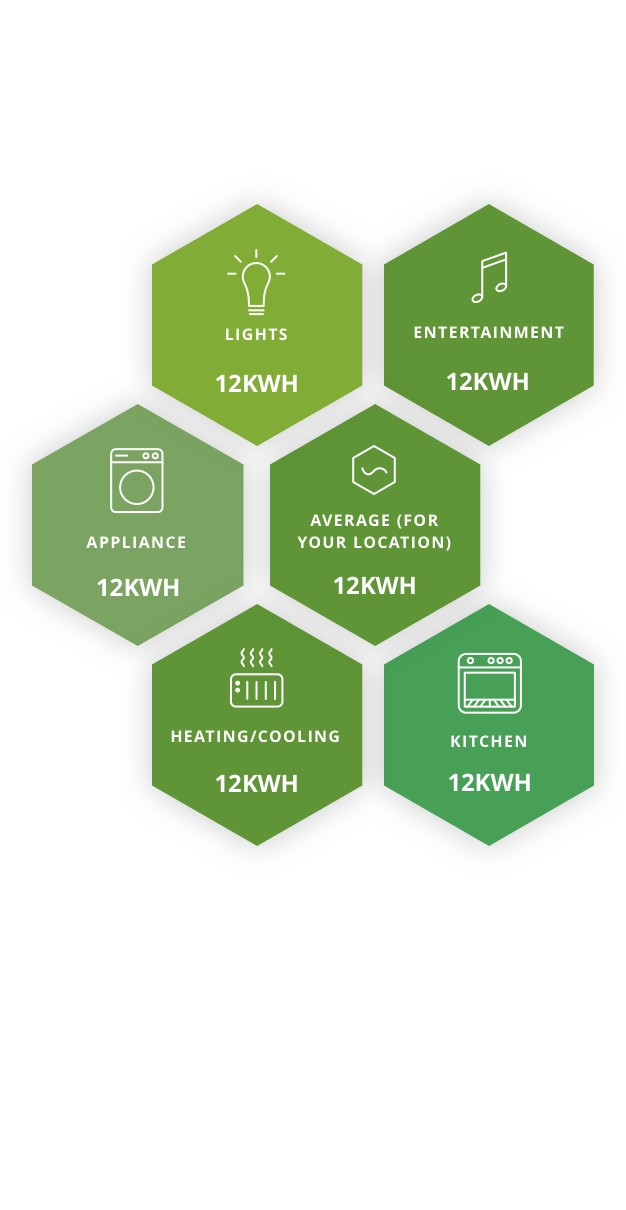 LIGHTS
12KWH
ENTERTAINMENT
12KWH
APPLIANCE
12KWH
AVERAGE (FOR
YOUR LOCATION)
12KWH
HEATING/COOLING
12KWH
KITCHEN
12KWH